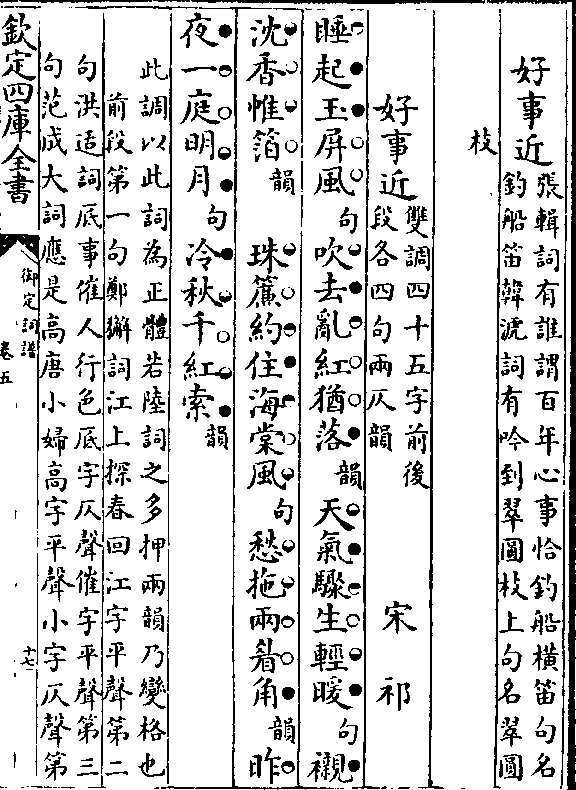 好事近 張輯詞有誰謂百年心事恰釣船橫笛句名
釣船笛韓淲詞有吟到翠圓枝上句名翠圓
枝
好事近 雙調四十五字前後
段各四句兩仄韻 宋祁
睡起玉屏風句吹去亂紅猶落韻天氣驟生輕暖句襯
沈香帷箔韻 珠簾約住海棠風句愁拖兩眉角韻昨
夜一庭明月句冷秋千紅索韻
此調以此詞為正體若陸詞之多押兩韻乃變格也
前段第一句鄭獬詞江上探春回江字平聲第二
句洪适詞底事催人行色底字仄聲催字平聲第三
句范成大詞應是高唐小婦高字平聲小字仄聲第
欽定四庫全書 御定詞譜 卷五 十七